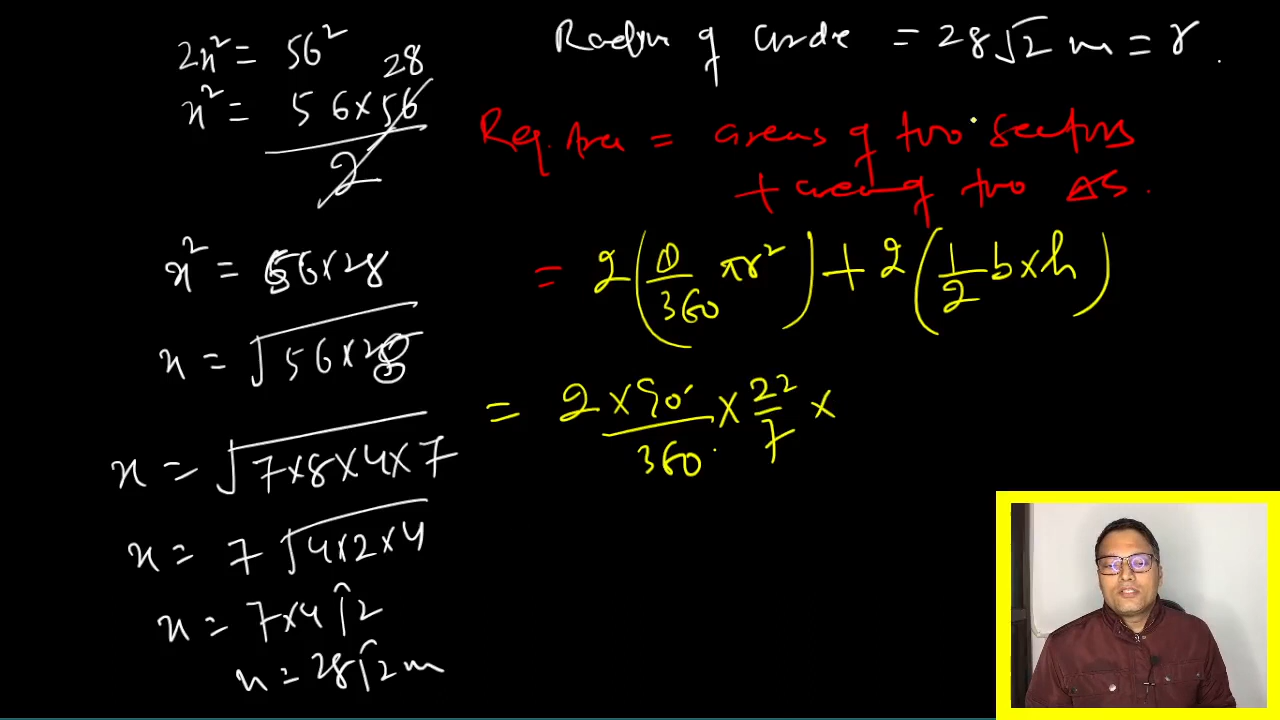 2x² = 56²
x² = 56×56/2
28
x² = 56×28
x = √56×28
x = √7×8×4×7
x = 7√4×2×4
x = 7×4√2
x = 28√2 m
Radius of circle = 28√2 m = r
Req. Area = areas of two sectors
+ area of two Δs.
= 2(θ/360 πr²) + 2(1/2 b×h)
= 2×90°/360 × 22/7 ×